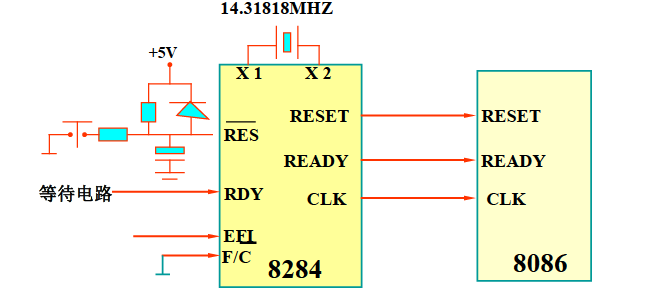 14.31818MHZ
+5V
X 1 X 2
RESET
RES
READY
等待电路 RDY
CLK
EFI
F/C
8284
RESET
READY
CLK
8086